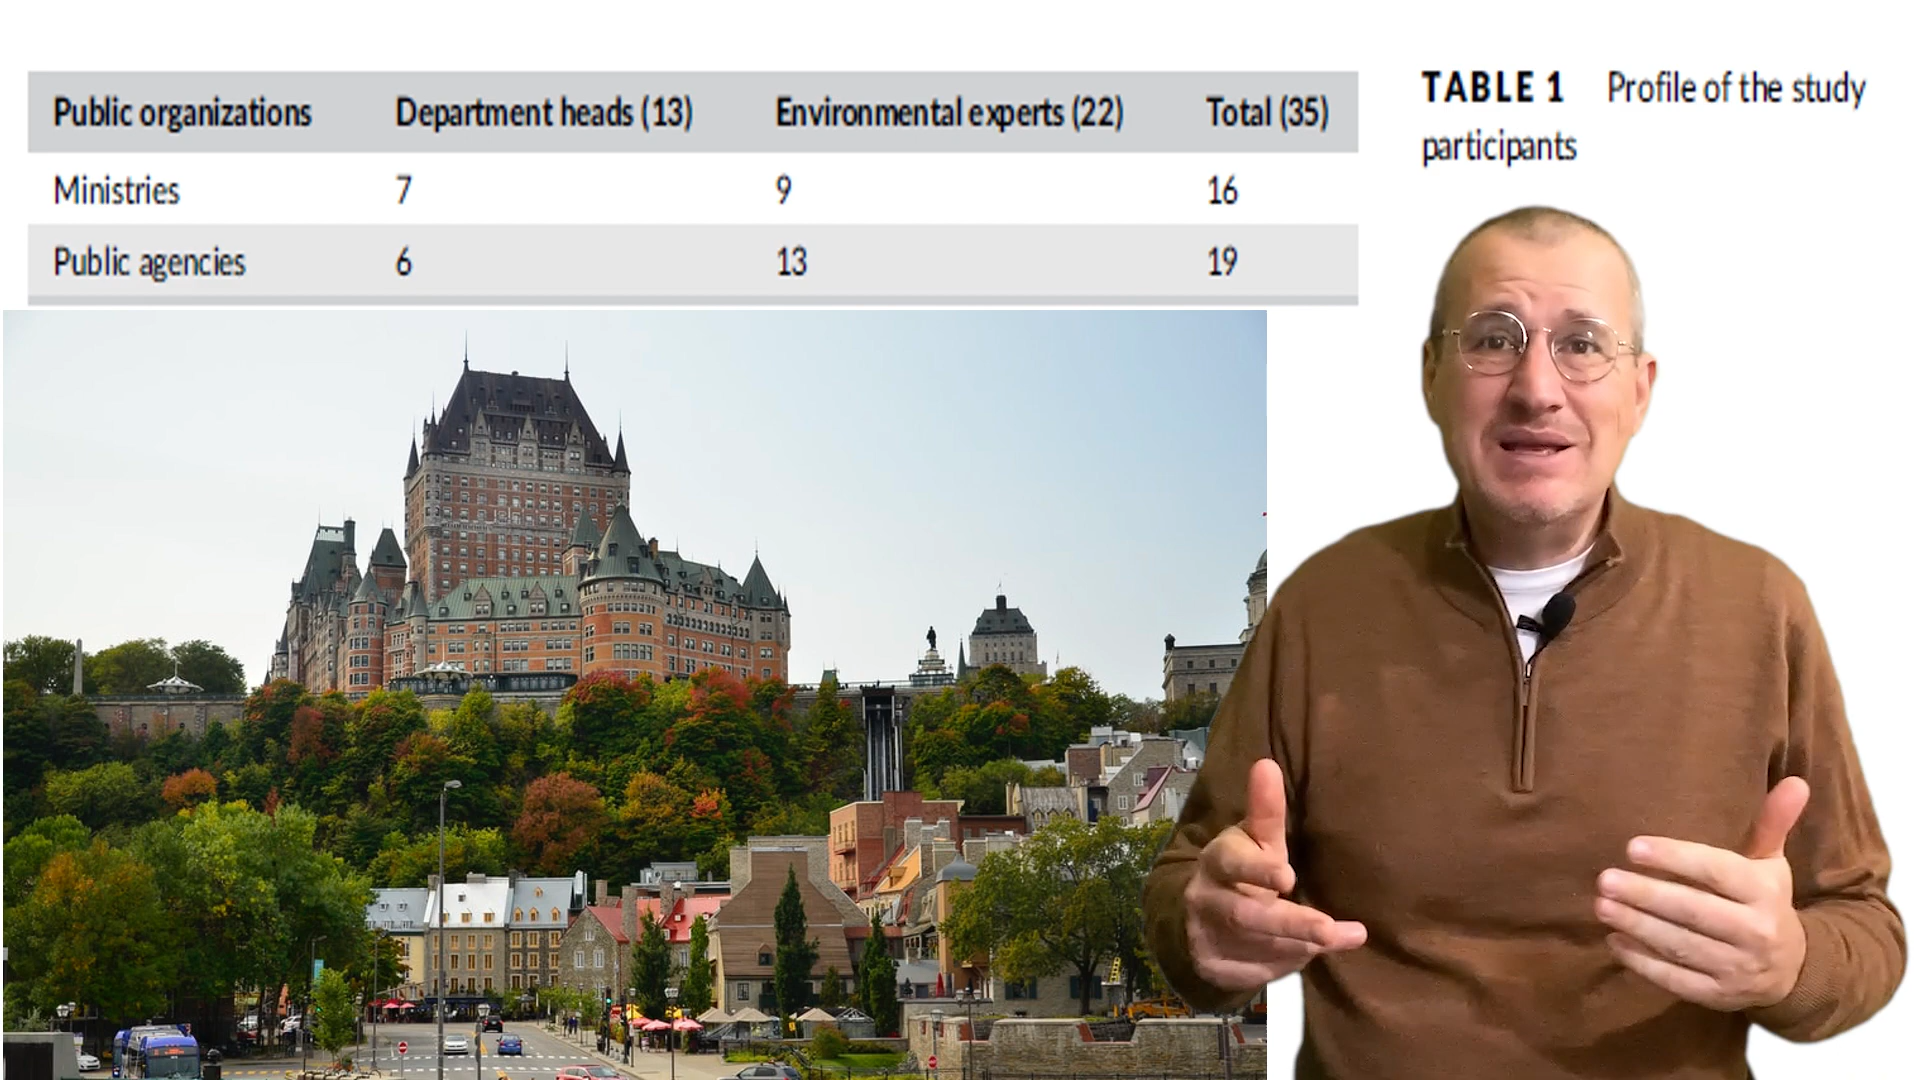 Public organizations Department heads (13) Environmental experts (22) Total (35)
Ministries 7 9 16
Public agencies 6 13 19
TABLE 1 Profile of the study
participants